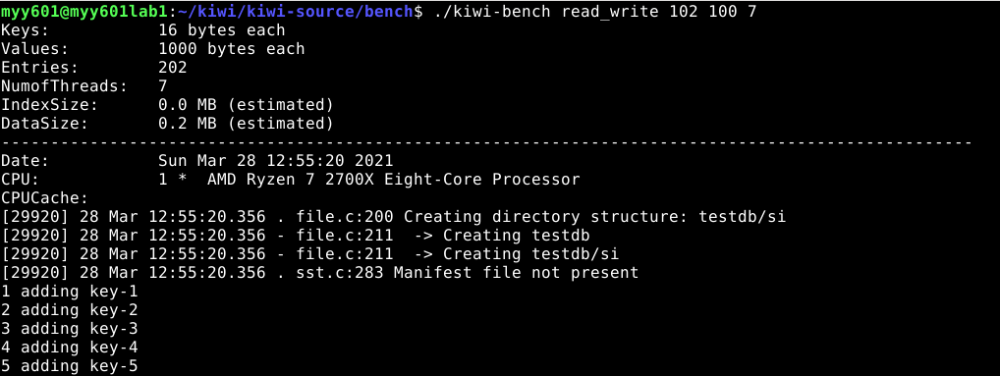 myy601@myy601lab1:~/kiwi/kiwi-source/bench$ ./kiwi-bench read_write 102 100 7
Keys:           16 bytes each
Values:         1000 bytes each
Entries:        202
NumofThreads:   7
IndexSize:      0.0 MB (estimated)
DataSize:       0.2 MB (estimated)
---------------------------------------------------------------------------------------------------
Date:           Sun Mar 28 12:55:20 2021
CPU:            1 *  AMD Ryzen 7 2700X Eight-Core Processor
CPUCache:
[29920] 28 Mar 12:55:20.356 . file.c:200 Creating directory structure: testdb/si
[29920] 28 Mar 12:55:20.356 - file.c:211  -> Creating testdb
[29920] 28 Mar 12:55:20.356 - file.c:211  -> Creating testdb/si
[29920] 28 Mar 12:55:20.356 . sst.c:283 Manifest file not present
1 adding key-1
2 adding key-2
3 adding key-3
4 adding key-4
5 adding key-5